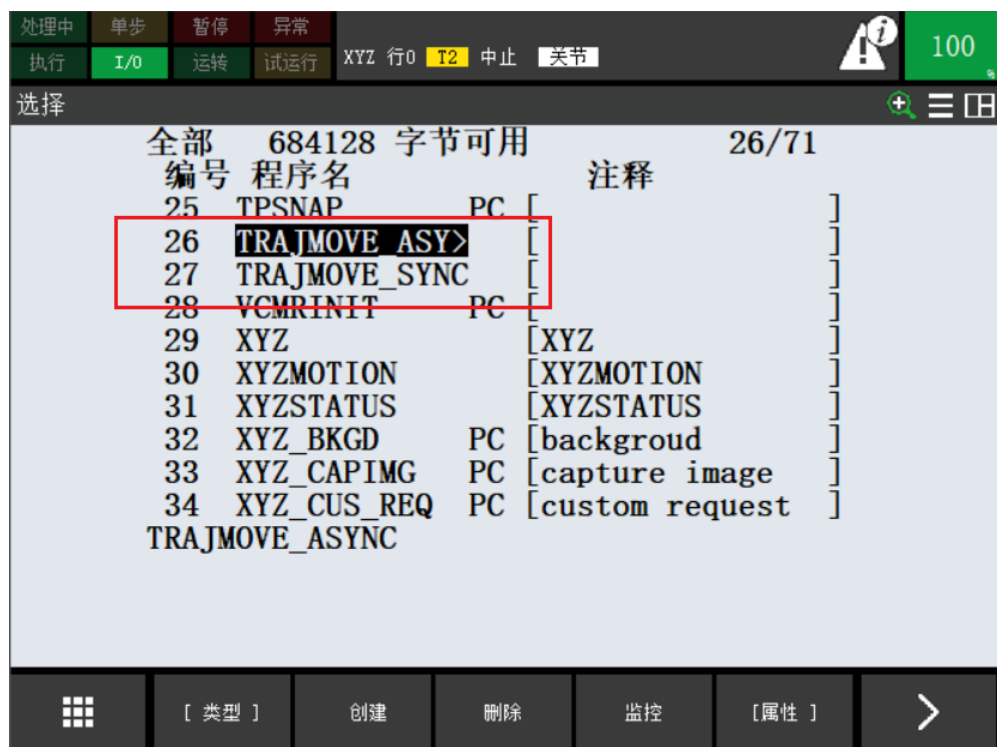 处理中 单步 暂停 异常
执行 I/O 运转 试运行 XYZ 行0 T2 中止 关节 100 %
选择
全部 684128 字节可用 26/71
编号 程序名 注释
25 TPSNAP PC [ ]
26 TRAJMOVE_ASY> [ ]
27 TRAJMOVE_SYNC [ ]
28 VCMRINIT PC [ ]
29 XYZ [XYZ ]
30 XYZMOTION [XYZMOTION ]
31 XYZSTATUS [XYZSTATUS ]
32 XYZ_BKGD PC [backgroud ]
33 XYZ_CAPIMG PC [capture image ]
34 XYZ_CUS_REQ PC [custom request ]
TRAJMOVE_ASYNC
[ 类型 ] 创建 删除 监控 [属性 ]